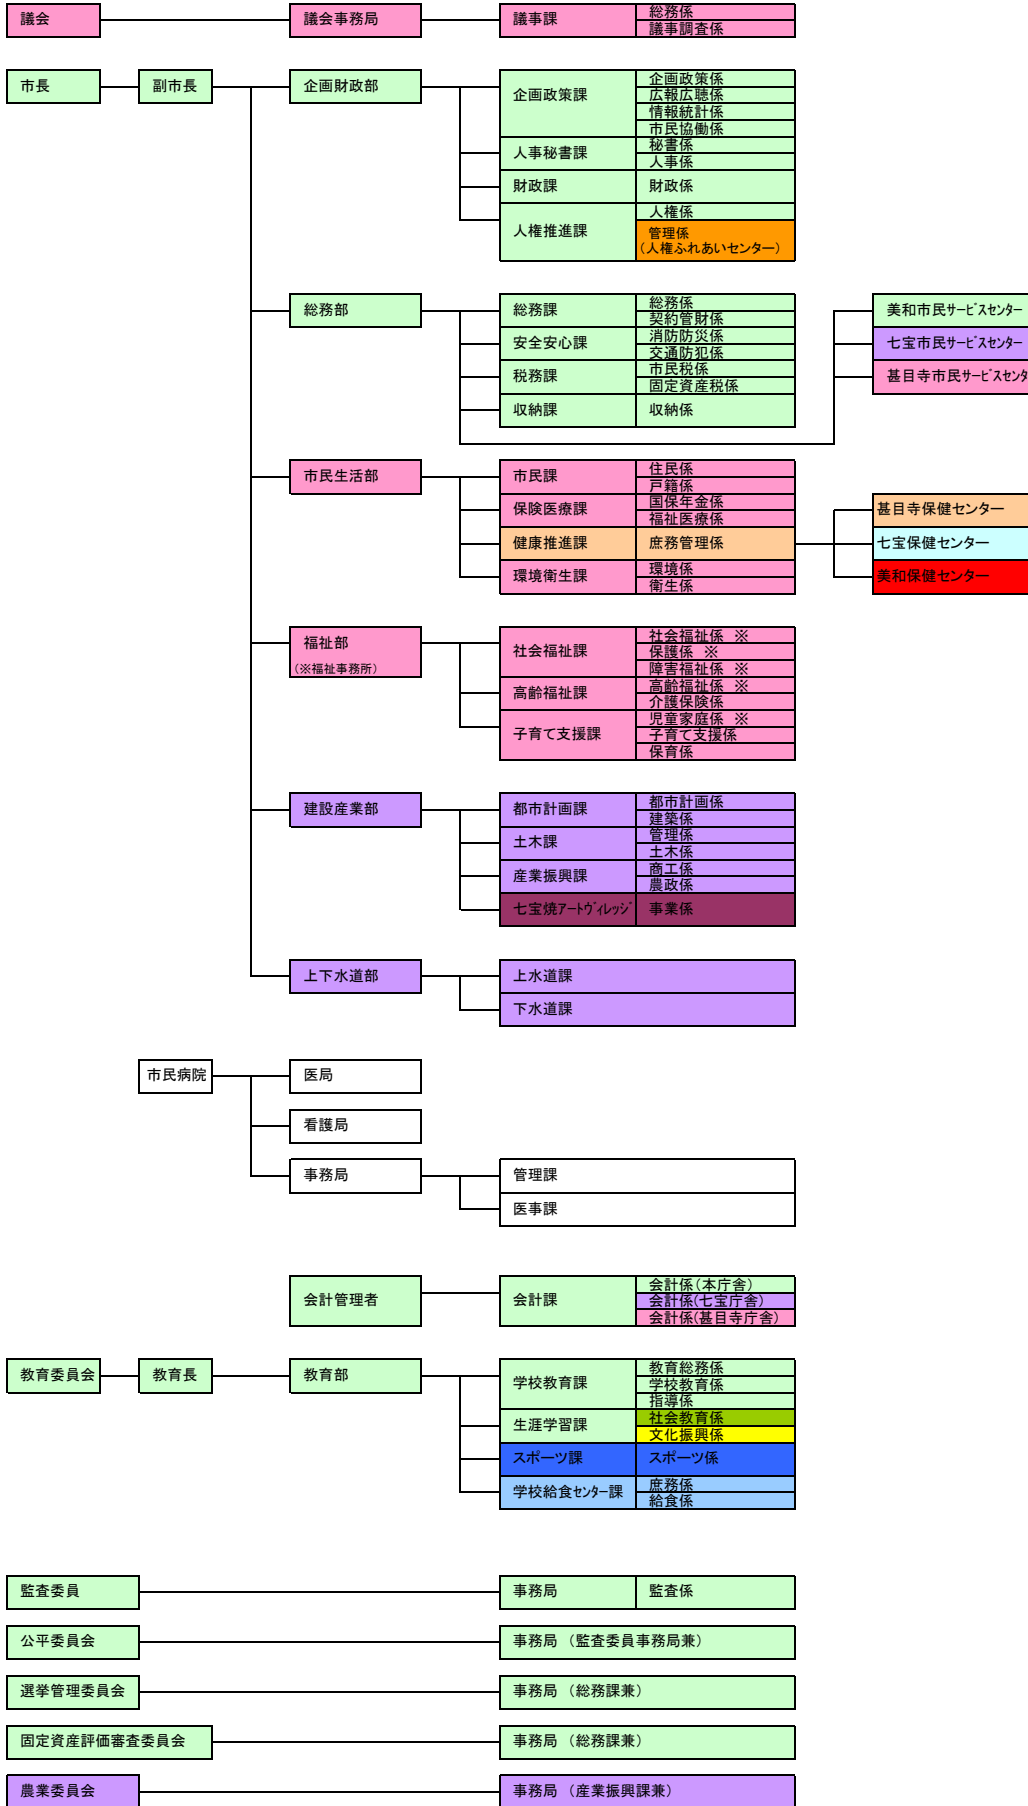 議会
議会事務局
議事課
総務係
議事調査係
市長
副市長
企画財政部
企画政策課
企画政策係
広報広聴係
情報統計係
市民協働係
人事秘書課
秘書係
人事係
財政課
財政係
人権推進課
人権係
管理係
（人権ふれあいセンター）
総務部
総務課
総務係
契約管財係
安全安心課
消防防災係
交通防犯係
税務課
市民税係
固定資産税係
収納課
収納係
美和市民ｻｰﾋﾞｽｾﾝﾀｰ
七宝市民ｻｰﾋﾞｽｾﾝﾀｰ
甚目寺市民ｻｰﾋﾞｽｾﾝﾀ
市民生活部
市民課
住民係
戸籍係
保険医療課
国保年金係
福祉医療係
健康推進課
庶務管理係
環境衛生課
環境係
衛生係
甚目寺保健センター
七宝保健センター
美和保健センター
福祉部
（※福祉事務所）
社会福祉課
社会福祉係 ※
保護係 ※
障害福祉係 ※
高齢福祉課
高齢福祉係 ※
介護保険係
子育て支援課
児童家庭係 ※
子育て支援係
保育係
建設産業部
都市計画課
都市計画係
建築係
土木課
管理係
土木係
産業振興課
商工係
農政係
七宝焼ｱｰﾄｳﾞｨﾚｯｼﾞ
事業係
上下水道部
上水道課
下水道課
市民病院
医局
看護局
事務局
管理課
医事課
会計管理者
会計課
会計係（本庁舎）
会計係（七宝庁舎）
会計係（甚目寺庁舎）
教育委員会
教育長
教育部
学校教育課
教育総務係
学校教育係
指導係
生涯学習課
社会教育係
文化振興係
スポーツ課
スポーツ係
学校給食ｾﾝﾀｰ課
庶務係
給食係
監査委員
事務局
監査係
公平委員会
事務局 （監査委員事務局兼）
選挙管理委員会
事務局 （総務課兼）
固定資産評価審査委員会
事務局 （総務課兼）
農業委員会
事務局 （産業振興課兼）